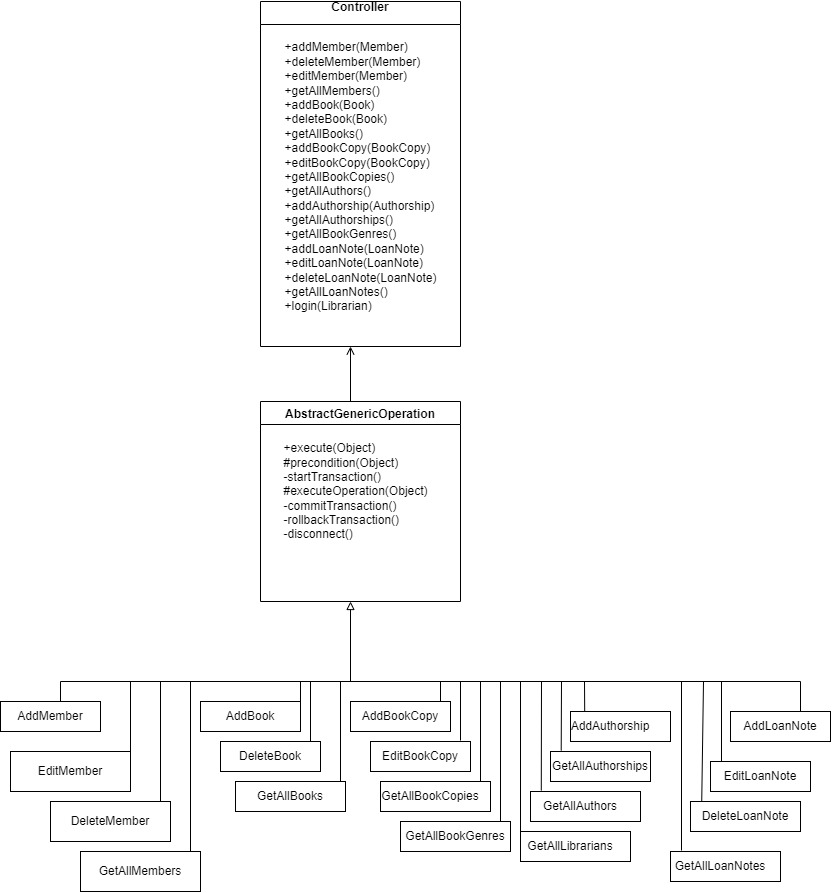 Controller
+addMember(Member)
+deleteMember(Member)
+editMember(Member)
+getAllMembers()
+addBook(Book)
+deleteBook(Book)
+getAllBooks()
+addBookCopy(BookCopy)
+editBookCopy(BookCopy)
+getAllBookCopies()
+getAllAuthors()
+addAuthorship(Authorship)
+getAllAuthorships()
+getAllBookGenres()
+addLoanNote(LoanNote)
+editLoanNote(LoanNote)
+deleteLoanNote(LoanNote)
+getAllLoanNotes()
+login(Librarian)
AbstractGenericOperation
+execute(Object)
#precondition(Object)
-startTransaction()
#executeOperation(Object)
-commitTransaction()
-rollbackTransaction()
-disconnect()
AddMember
EditMember
DeleteMember
GetAllMembers
AddBook
DeleteBook
GetAllBooks
AddBookCopy
EditBookCopy
GetAllBookCopies
GetAllBookGenres
AddAuthorship
GetAllAuthorships
GetAllAuthors
GetAllLibrarians
AddLoanNote
EditLoanNote
DeleteLoanNote
GetAllLoanNotes